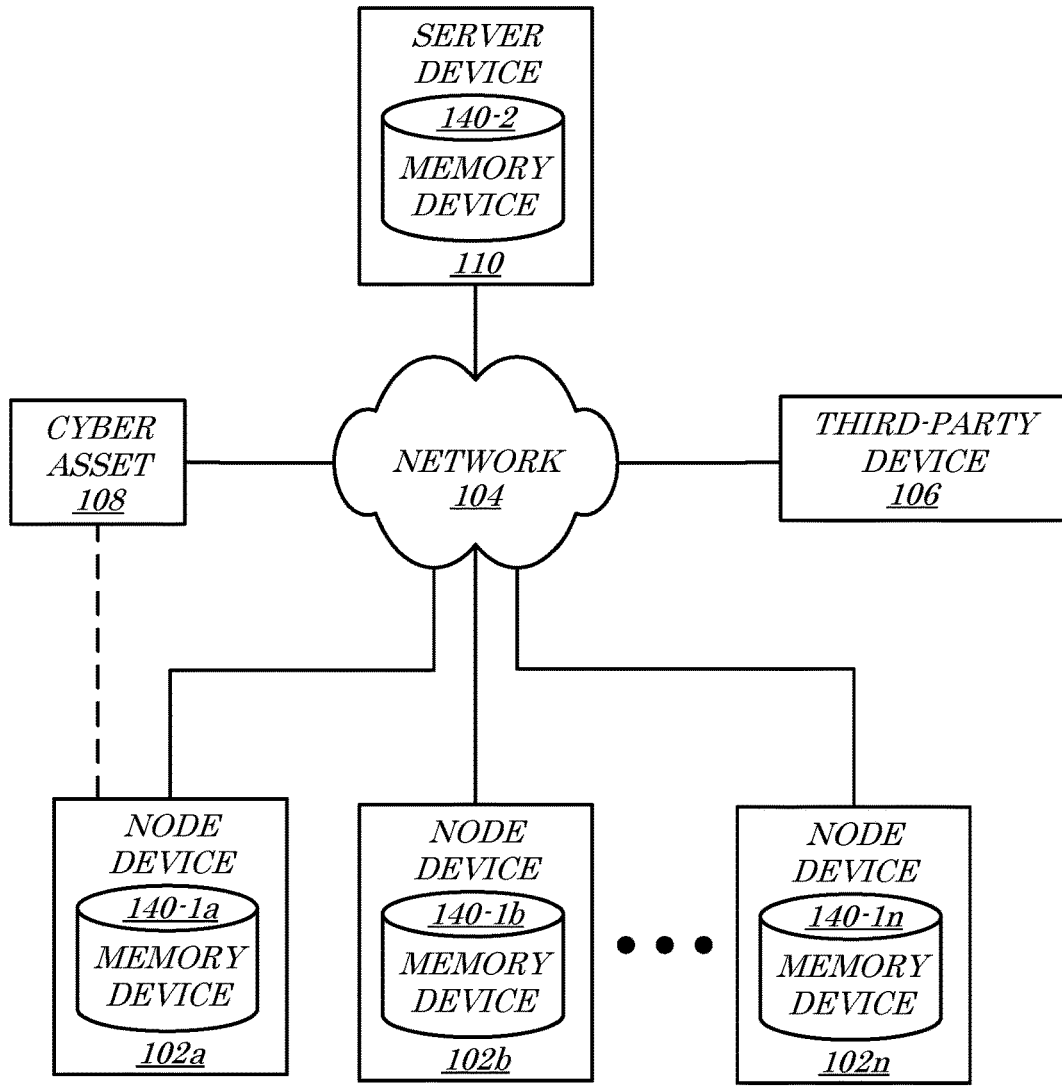 SERVER
DEVICE
140-2
MEMORY
DEVICE
110
CYBER
ASSET
108
NETWORK
104
THIRD-PARTY
DEVICE
106
NODE
DEVICE
140-1a
MEMORY
DEVICE
102a
NODE
DEVICE
140-1b
MEMORY
DEVICE
102b
NODE
DEVICE
140-1n
MEMORY
DEVICE
102n